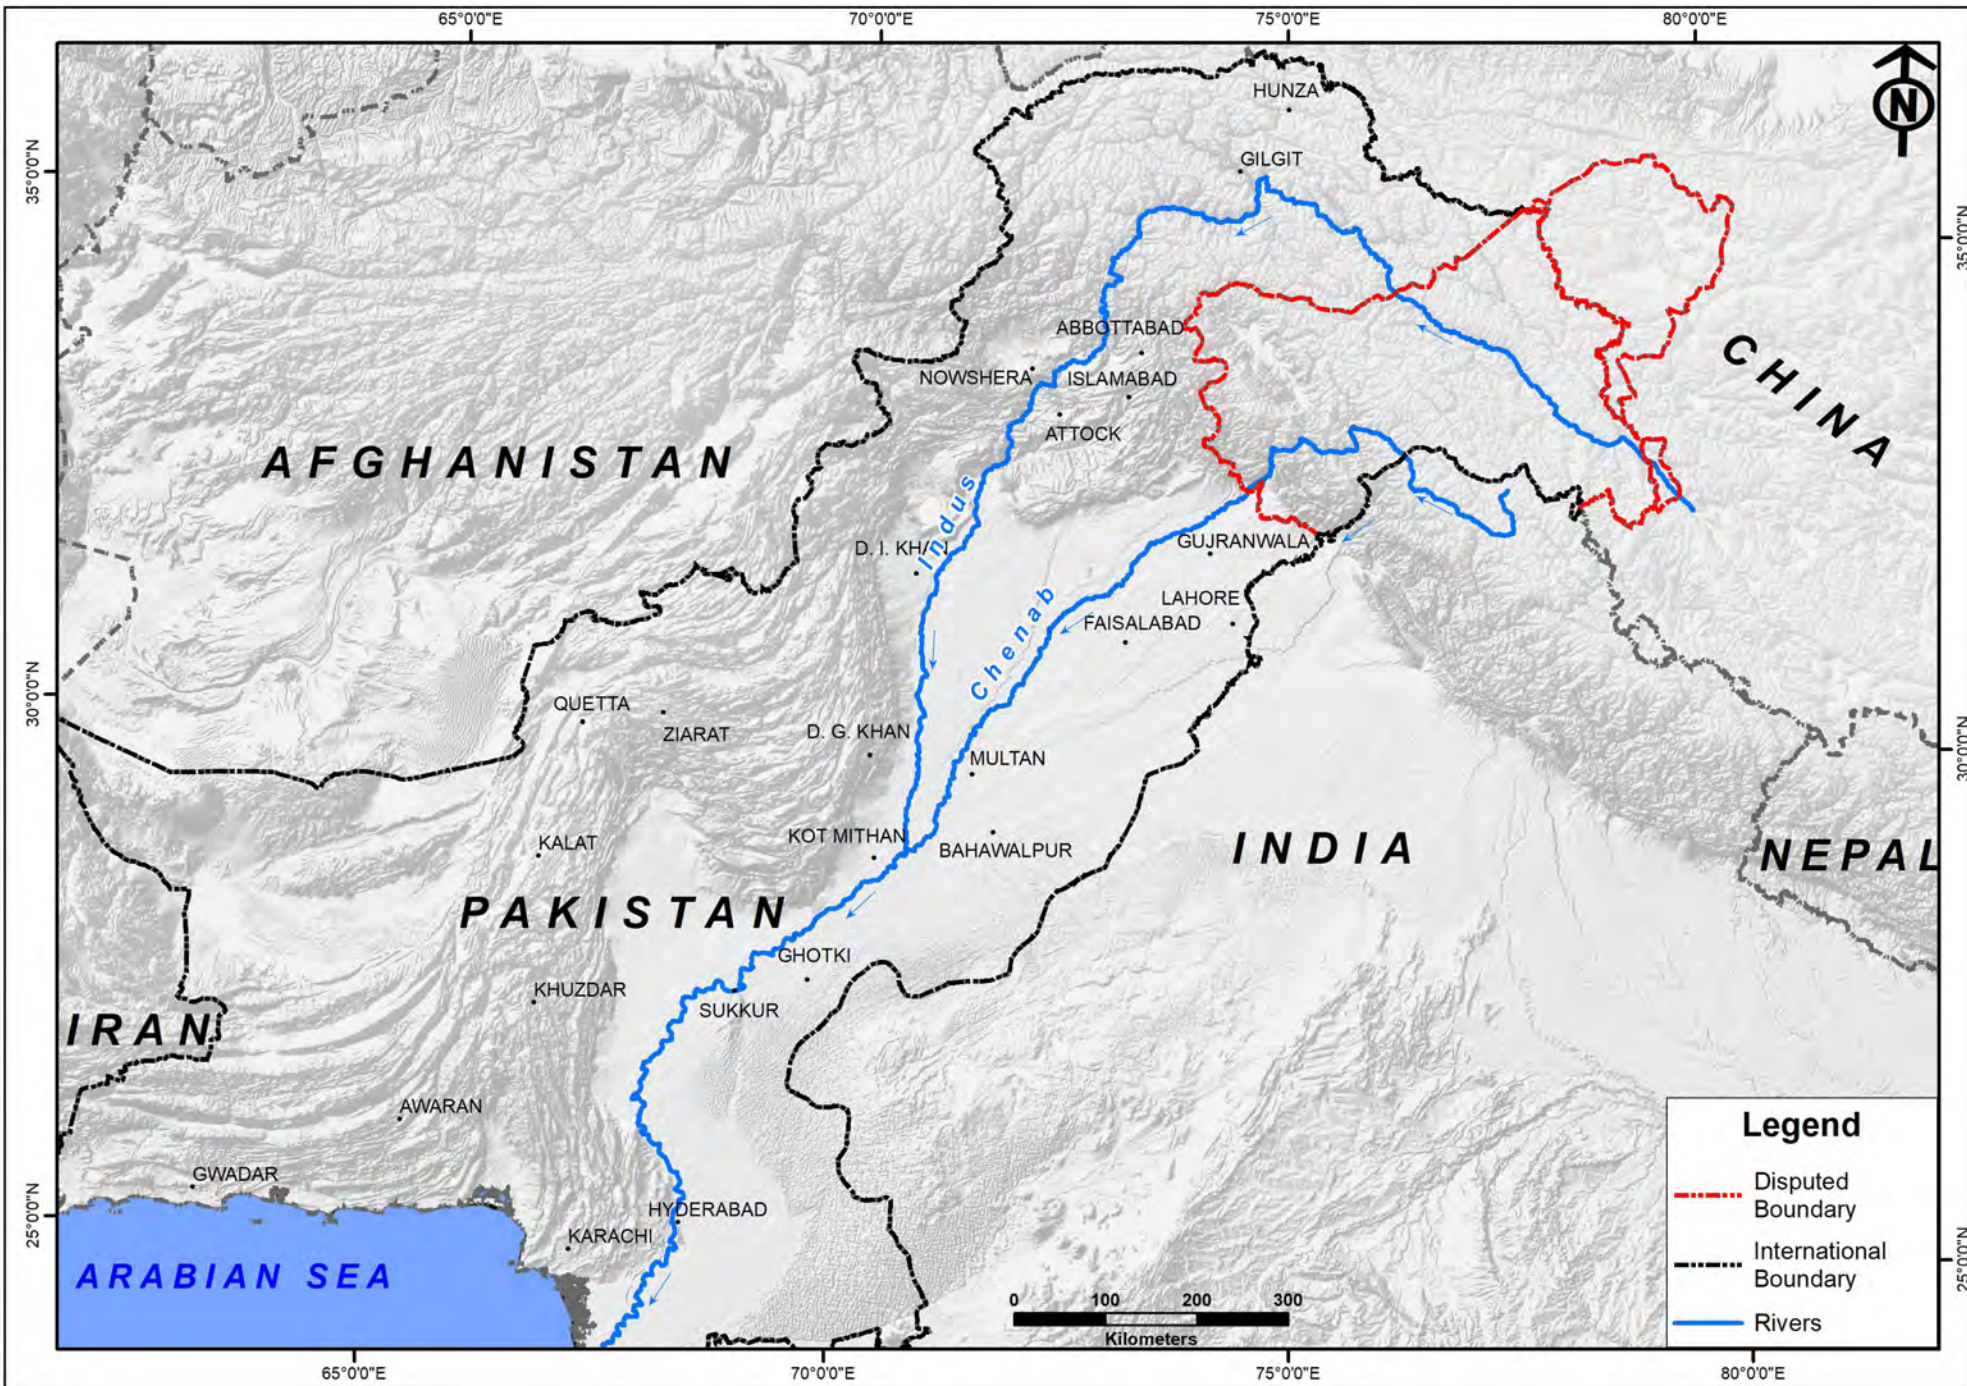 65°0'0"E
70°0'0"E
75°0'0"E
80°0'0"E
N
HUNZA
GILGIT
35°0'0"N
35°0'0"N
ABBOTTABAD
NOWSHERA
ISLAMABAD
ATTOCK
CHINA
AFGHANISTAN
Indus
D. I. KHAN
GUJRANWALA
Chenab
LAHORE
FAISALABAD
30°0'0"N
30°0'0"N
QUETTA
ZIARAT
D. G. KHAN
MULTAN
KALAT
KOT MITHAN
BAHAWALPUR
INDIA
NEPAL
PAKISTAN
GHOTKI
KHUZDAR
SUKKUR
IRAN
AWARAN
GWADAR
HYDERABAD
KARACHI
25°0'0"N
25°0'0"N
ARABIAN SEA
0 100 200 300
Kilometers
Legend
Disputed
Boundary
International
Boundary
Rivers
65°0'0"E
70°0'0"E
75°0'0"E
80°0'0"E